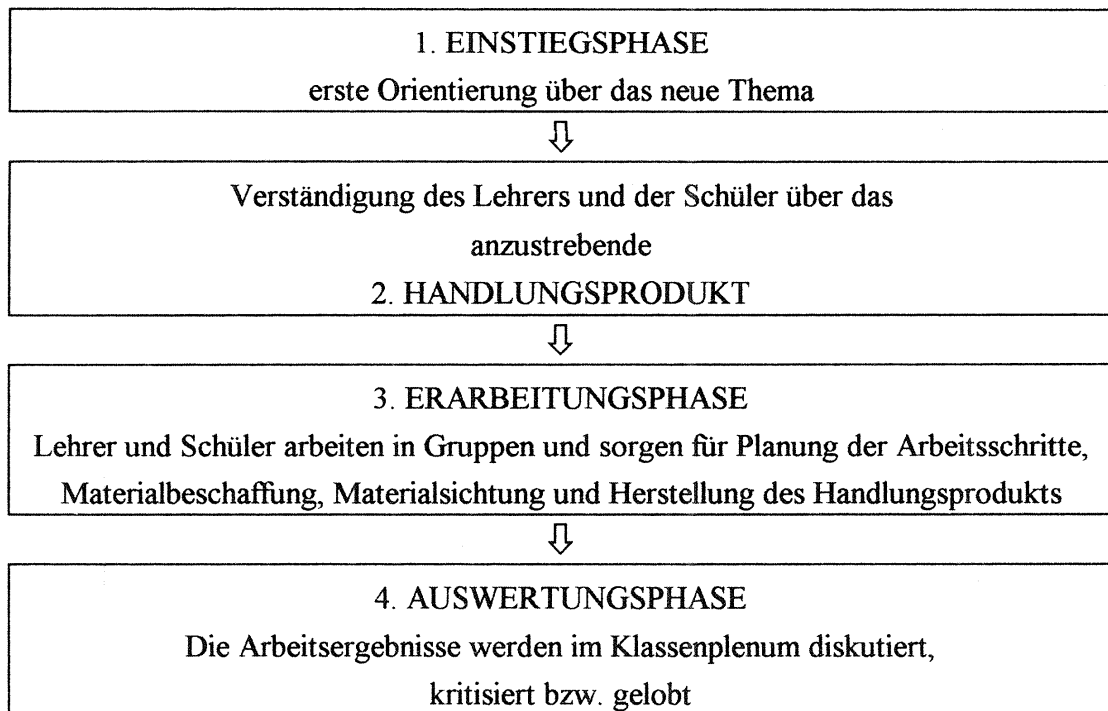 1. EINSTIEGSPHASE
erste Orientierung über das neue Thema
Verständigung des Lehrers und der Schüler über das
anzustrebende
2. HANDLUNGSPRODUKT
3. ERARBEITUNGSPHASE
Lehrer und Schüler arbeiten in Gruppen und sorgen für Planung der Arbeitsschritte,
Materialbeschaffung, Materialsichtung und Herstellung des Handlungsprodukts
4. AUSWERTUNGSPHASE
Die Arbeitsergebnisse werden im Klassenplenum diskutiert,
kritisiert bzw. gelobt